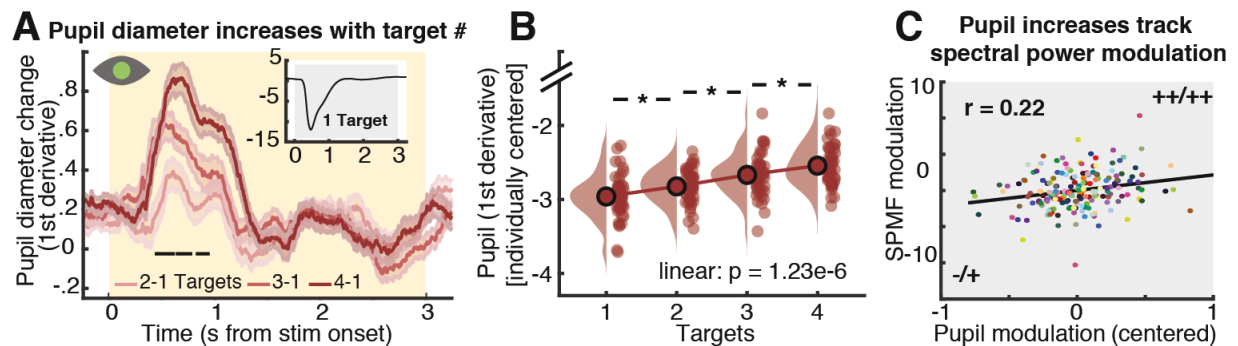 A Pupil diameter increases with target #
Pupil diameter change
(1st derivative)
.8
.6
.4
.2
-0
-.2
5
-5
-15
1 Target
0 1 2 3
2-1 Targets 3-1 4-1
0 1 2 3
Time (s from stim onset)
B
Pupil (1st derivative)
[individually centered]
-2
-3
-4
* * *
linear: p = 1.23e-6
1 2 3 4
Targets
C Pupil increases track
spectral power modulation
SPMF modulation
10
0
-10
r = 0.22
++/++
-/+
-1 0 1
Pupil modulation (centered)